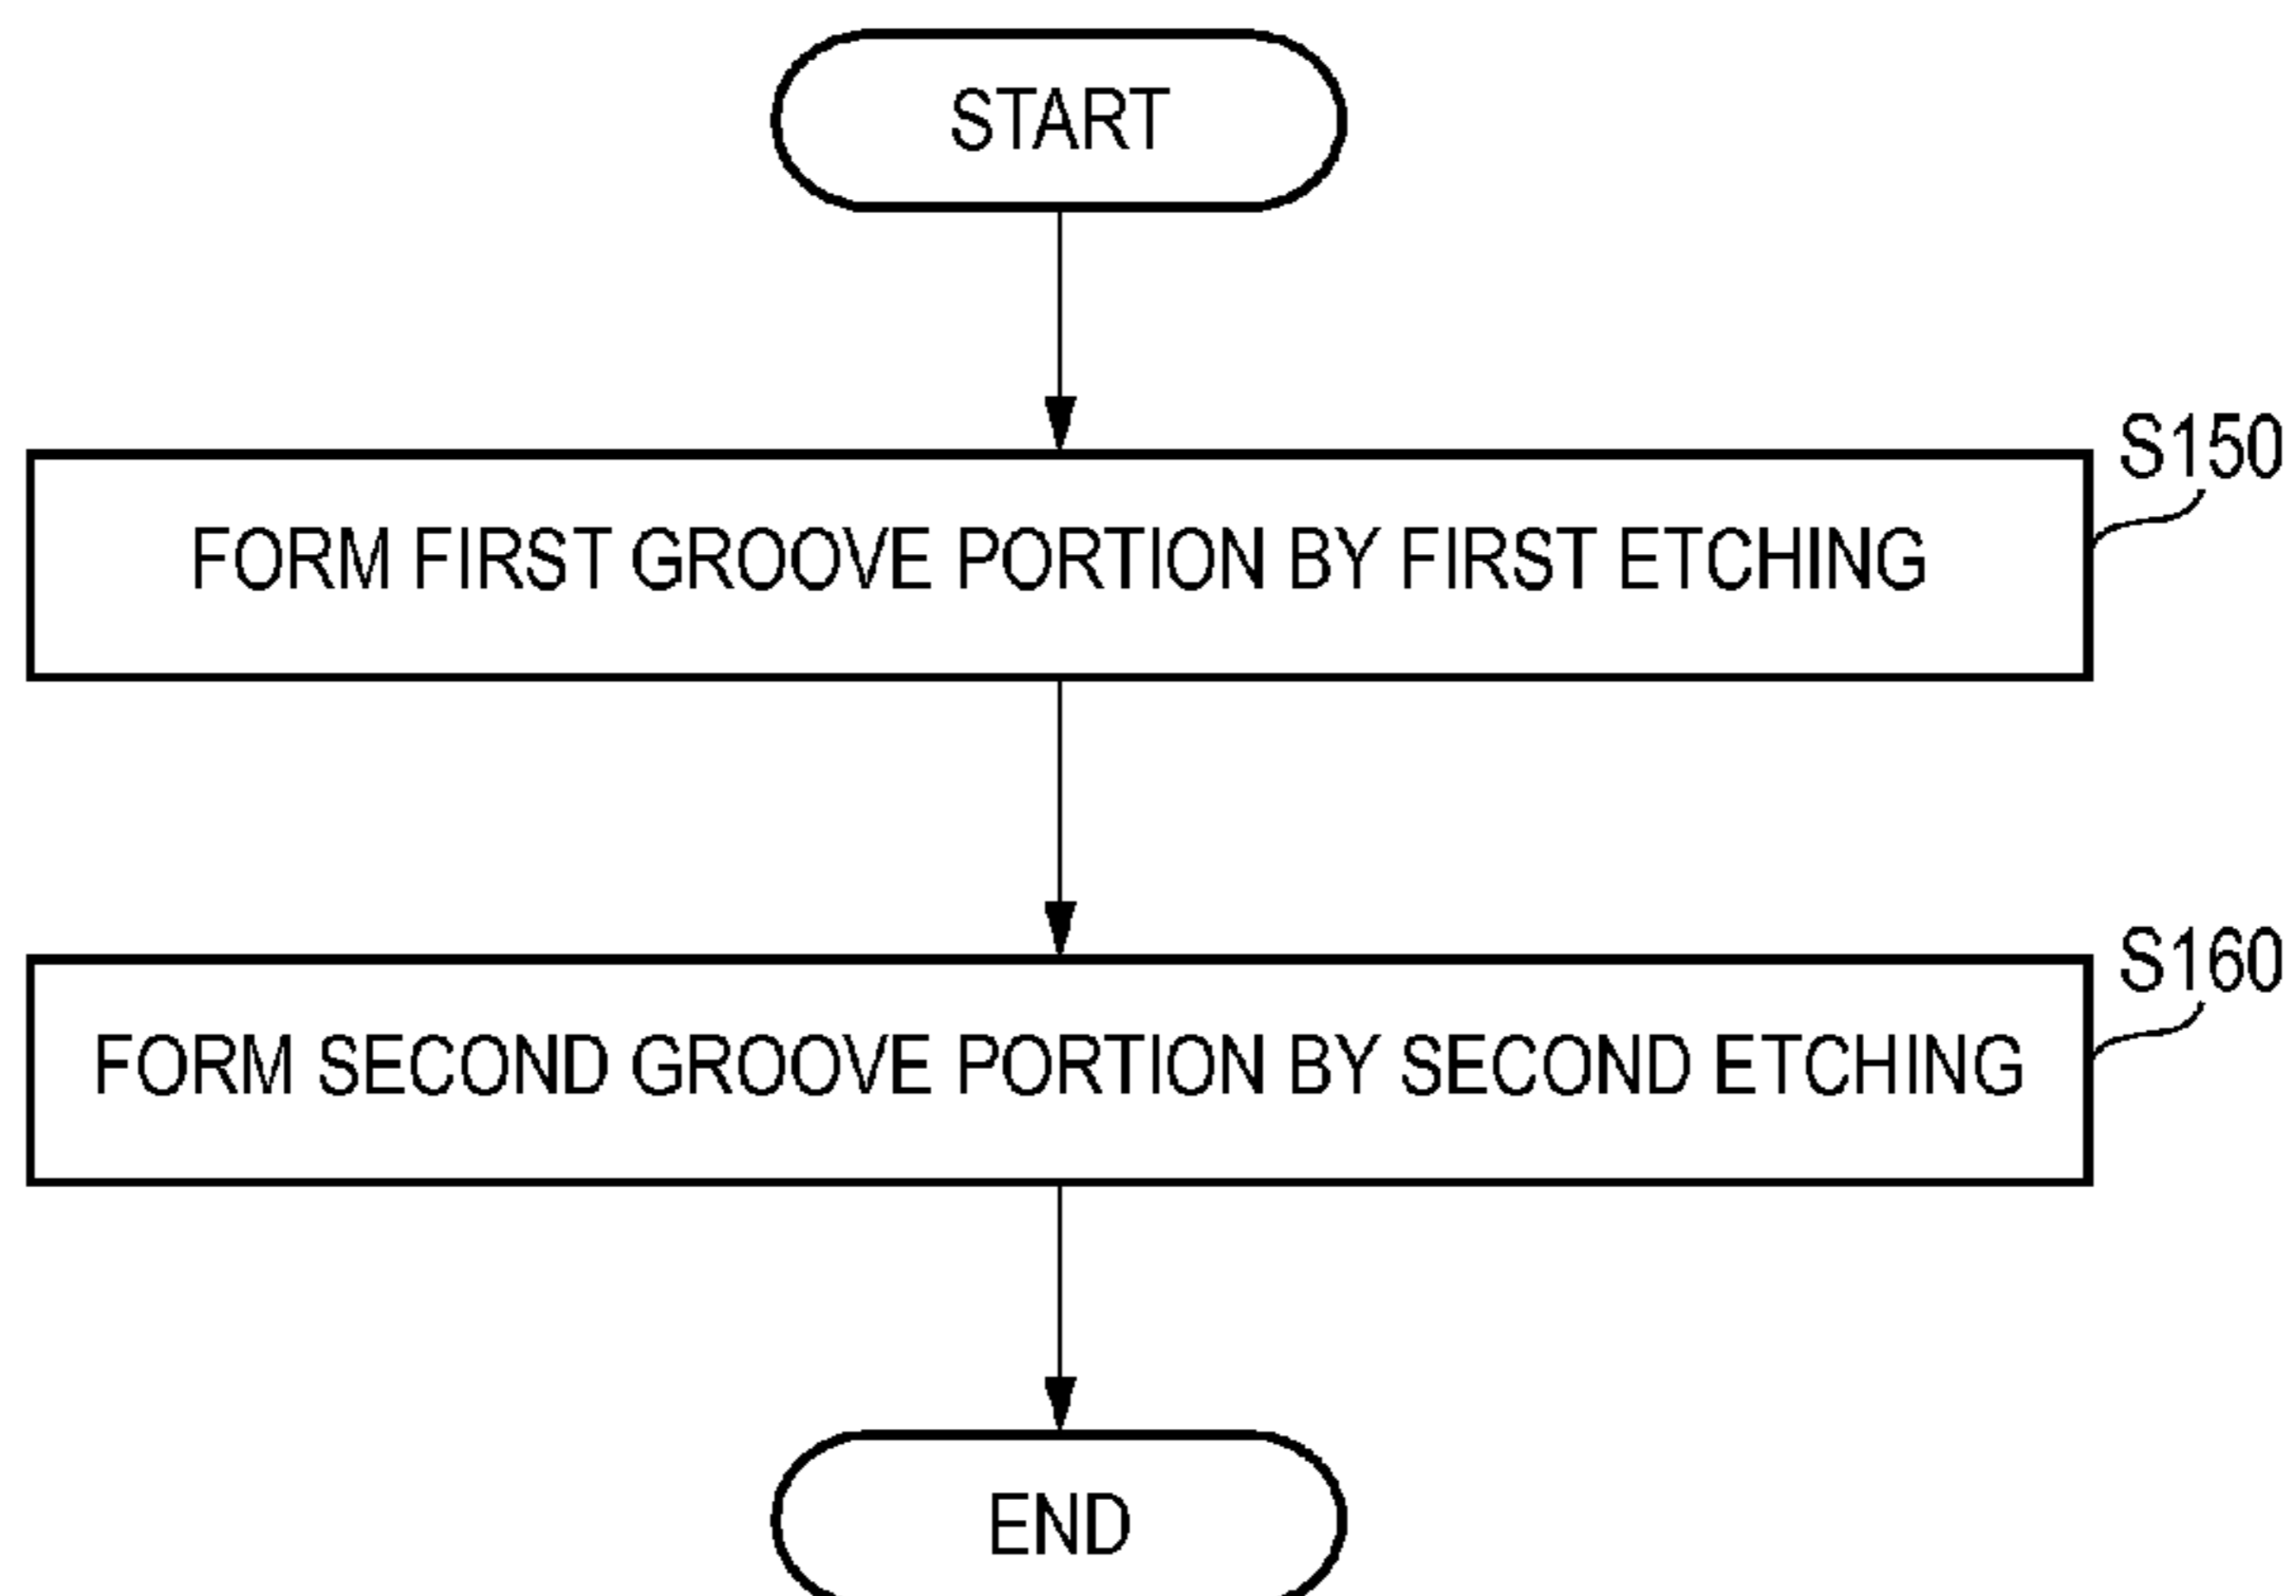 START
S150
FORM FIRST GROOVE PORTION BY FIRST ETCHING
S160
FORM SECOND GROOVE PORTION BY SECOND ETCHING
END